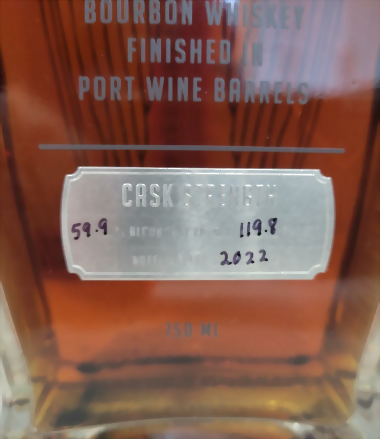 BOURBON WHISKEY
FINISHED IN
PORT WINE BARRELS
CASK STRENGTH
59.9 119.8
2022
750 ML